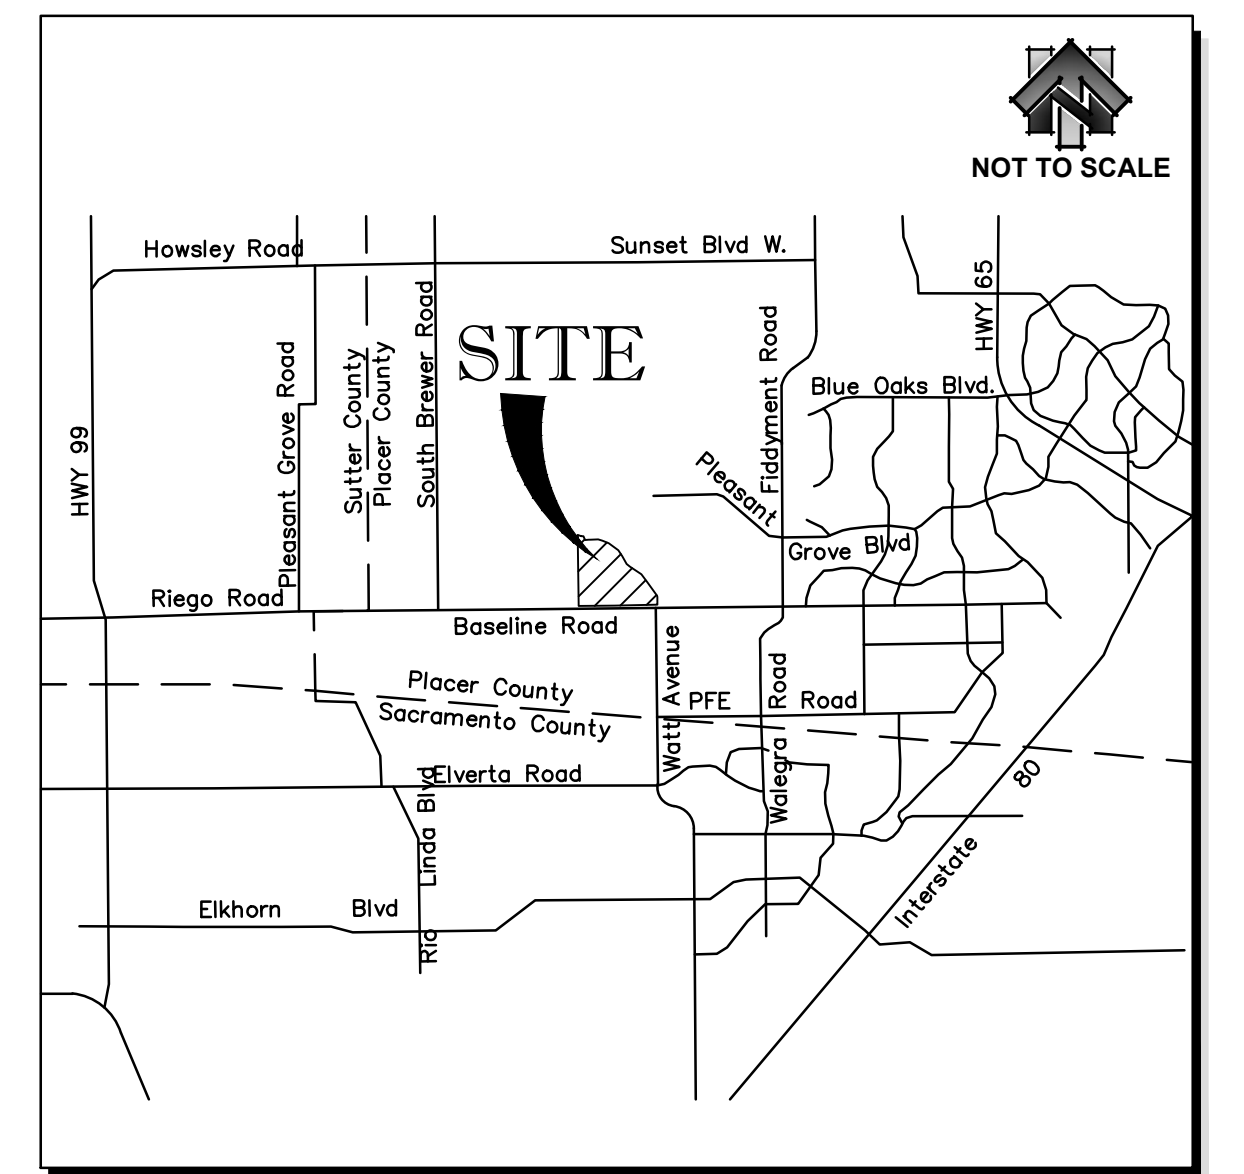 NOT TO SCALE
Howsley Road
Sunset Blvd W.
HWY 65
SITE
Fiddyment Road
Blue Oaks Blvd.
South Brewer Road
Pleasant Grove Road
Sutter County
Placer County
HWY 99
Pleasant
Grove Blvd
Riego Road
Baseline Road
Watt Avenue
Walegra Road
PFE Road
Placer County
Sacramento County
Elverta Road
Rio Linda Blvd
Interstate 80
Elkhorn Blvd